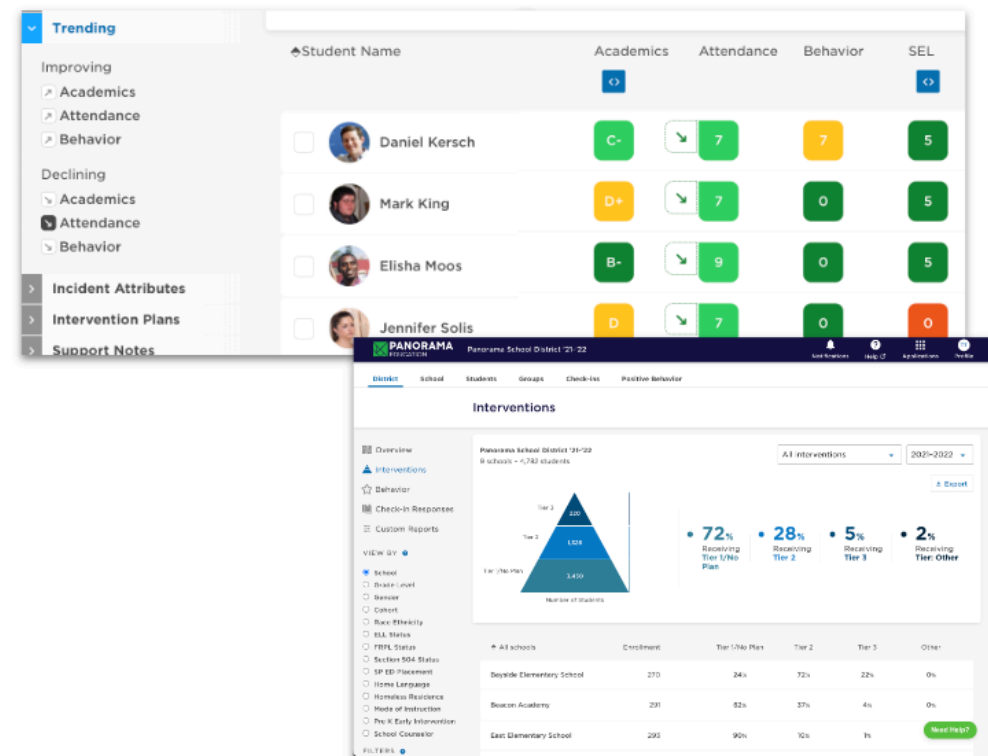 Trending
Improving
Academics
Attendance
Behavior
Declining
Academics
Attendance
Behavior
Incident Attributes
Intervention Plans
Support Notes
Student Name Academics Attendance Behavior SEL
Daniel Kersch C- 7 7 5
Mark King D+ 7 0 5
Elisha Moos B- 9 0 5
Jennifer Solis D 7 0 0
PANORAMA
EDUCATION
Panorama School District '21-'22
Notifications Help Applications Profile
District School Students Groups Check-ins Positive Behavior
Interventions
Overview
Interventions
Behavior
Check-in Responses
Custom Reports
VIEW BY
School
Grade Level
Gender
Cohort
Race Ethnicity
ELL Status
FRPL Status
Section 504 Status
SP ED Placement
Home Language
Homeless Residence
Mode of Instruction
Pre K Early Intervention
School Counselor
FILTERS
Panorama School District '21-'22
9 schools • 4,782 students
All interventions
2021-2022
Export
Tier 3
Tier 2
Tier 1/No Plan
220
1,328
3,430
Number of Students
72%
Receiving
Tier 1/No
Plan
28%
Receiving
Tier 2
5%
Receiving
Tier 3
2%
Receiving
Tier: Other
All schools Enrollment Tier 1/No Plan Tier 2 Tier 3 Other
Bayside Elementary School 270 24% 72% 22% 0%
Beacon Academy 291 62% 37% 4% 0%
East Elementary School 293 90% 10% 1%
Need Help?